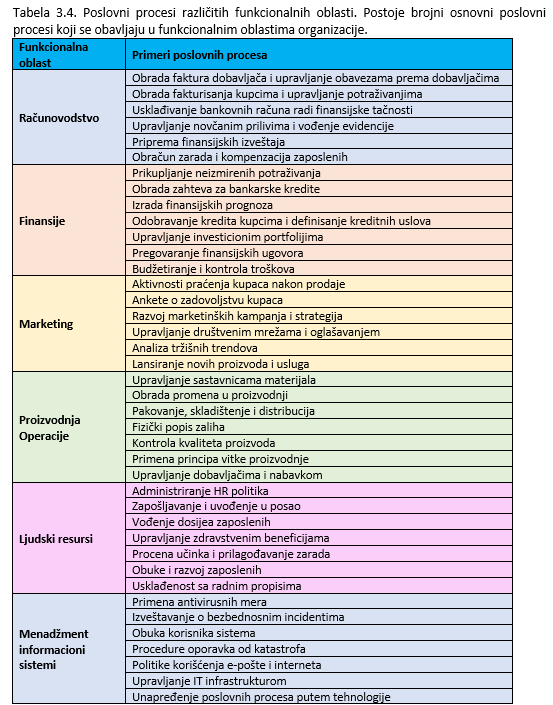 Tabela 3.4. Poslovni procesi različitih funkcionalnih oblasti. Postoje brojni osnovni poslovni
procesi koji se obavljaju u funkcionalnim oblastima organizacije.
Funkcionalna
oblast
Primeri poslovnih procesa
Računovodstvo
Obrada faktura dobavljača i upravljanje obavezama prema dobavljačima
Obrada fakturisanja kupcima i upravljanje potraživanjima
Usklađivanje bankovnih računa radi finansijske tačnosti
Upravljanje novčanim prilivima i vođenje evidencije
Priprema finansijskih izveštaja
Obračun zarada i kompenzacija zaposlenih
Finansije
Prikupljanje neizmirenih potraživanja
Obrada zahteva za bankarske kredite
Izrada finansijskih prognoza
Odobravanje kredita kupcima i definisanje kreditnih uslova
Upravljanje investicionim portfolijima
Pregovaranje finansijskih ugovora
Budžetiranje i kontrola troškova
Marketing
Aktivnosti praćenja kupaca nakon prodaje
Ankete o zadovoljstvu kupaca
Razvoj marketinških kampanja i strategija
Upravljanje društvenim mrežama i oglašavanjem
Analiza tržišnih trendova
Lansiranje novih proizvoda i usluga
Proizvodnja
Operacije
Upravljanje sastavnicama materijala
Obrada promena u proizvodnji
Pakovanje, skladištenje i distribucija
Fizički popis zaliha
Kontrola kvaliteta proizvoda
Primena principa vitke proizvodnje
Upravljanje dobavljačima i nabavkom
Ljudski resursi
Administriranje HR politika
Zapošljavanje i uvođenje u posao
Vođenje dosijea zaposlenih
Upravljanje zdravstvenim beneficijama
Procena učinka i prilagođavanje zarada
Obuke i razvoj zaposlenih
Usklađenost sa radnim propisima
Menadžment
informacioni
sistemi
Primena antivirusnih mera
Izveštavanje o bezbednosnim incidentima
Obuka korisnika sistema
Procedure oporavka od katastrofa
Politike korišćenja e-pošte i interneta
Upravljanje IT infrastrukturom
Unapređenje poslovnih procesa putem tehnologije